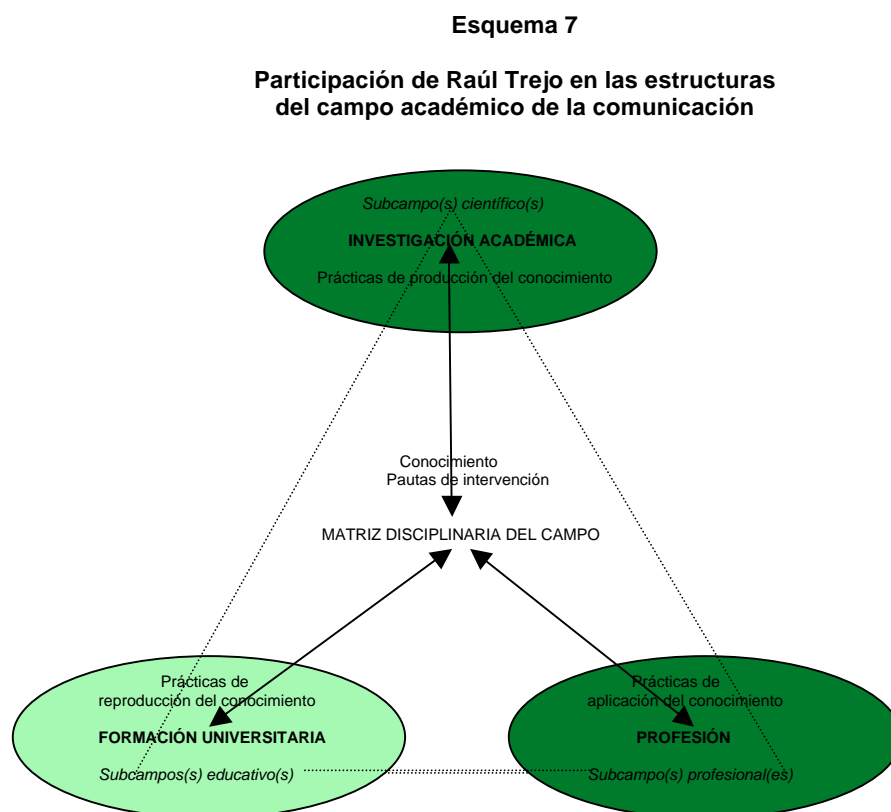 Esquema 7
Participación de Raúl Trejo en las estructuras
del campo académico de la comunicación
Subcampo(s) científico(s)
INVESTIGACIÓN ACADÉMICA
Prácticas de producción del conocimiento
Conocimiento
Pautas de intervención
MATRIZ DISCIPLINARIA DEL CAMPO
Prácticas de
reproducción del conocimiento
FORMACIÓN UNIVERSITARIA
Subcampos(s) educativo(s)
Prácticas de
aplicación del conocimiento
PROFESIÓN
Subcampo(s) profesional(es)